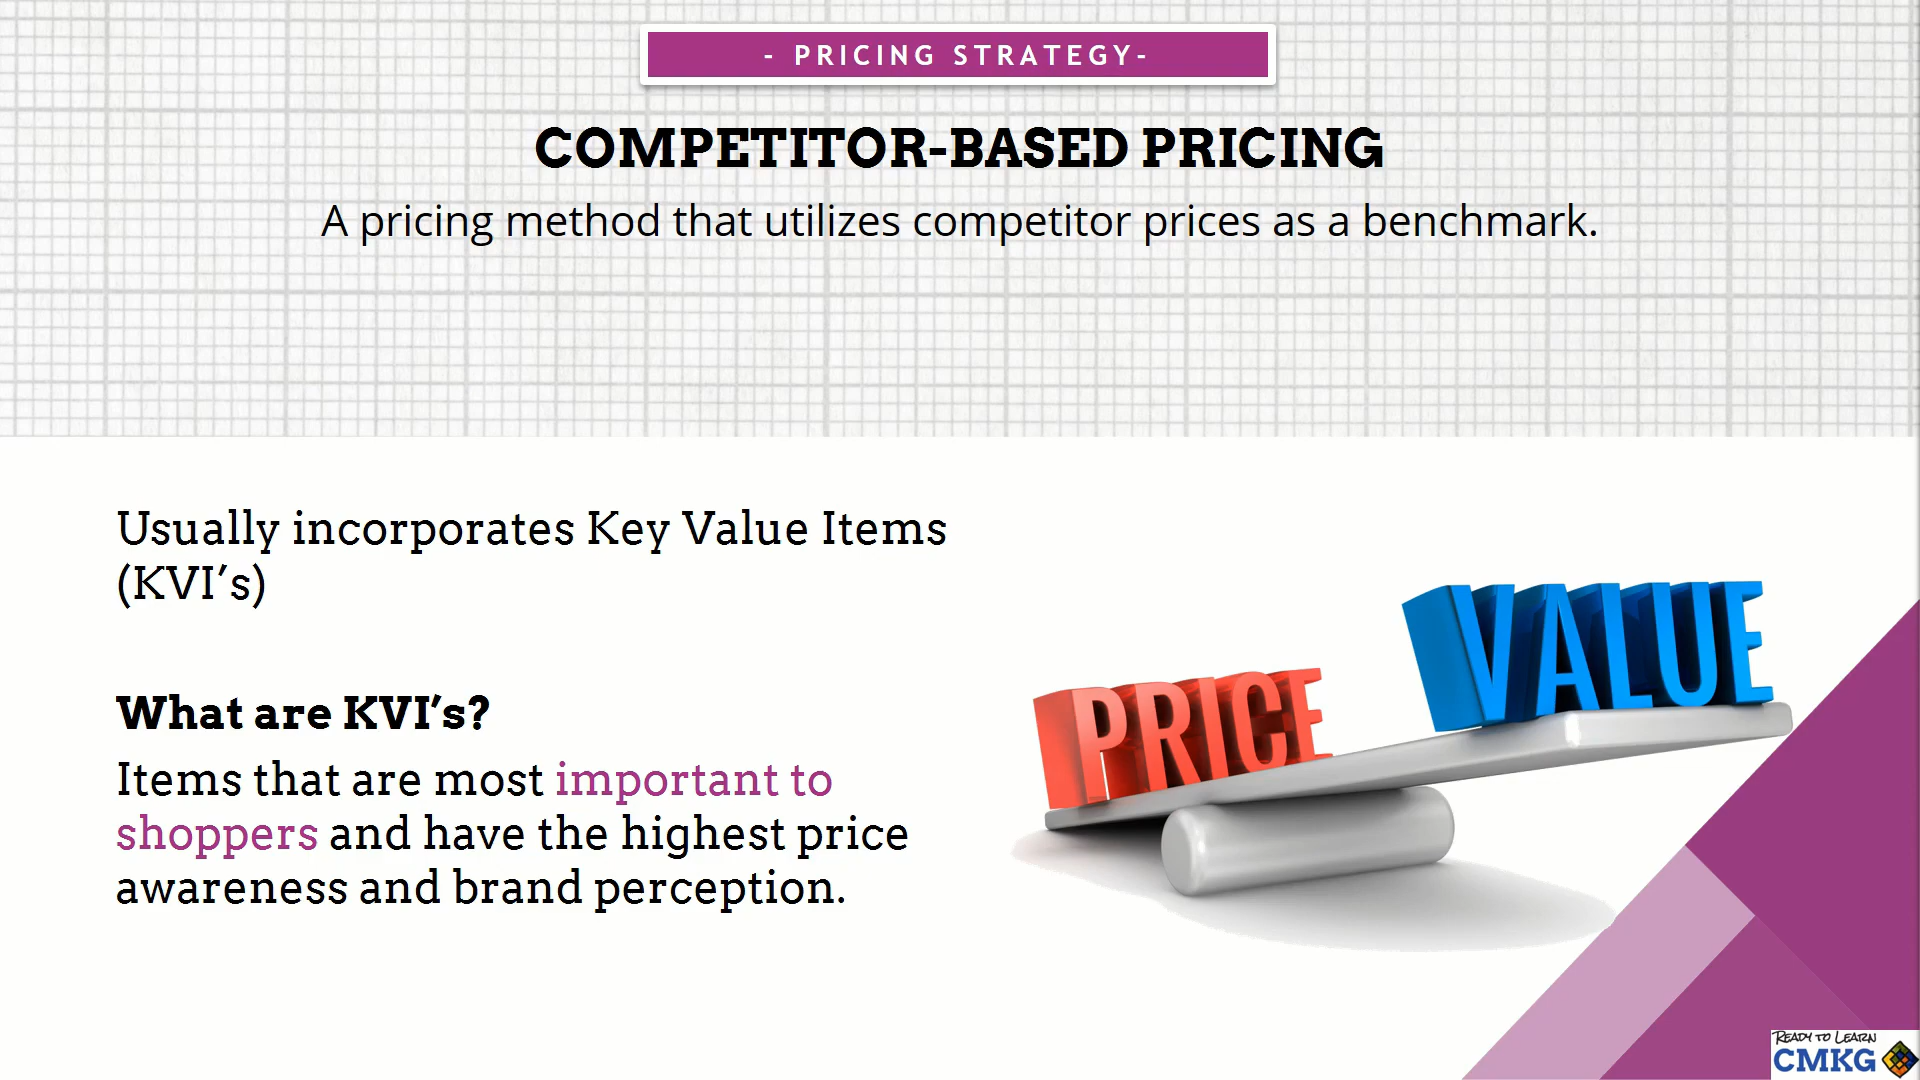 - PRICING STRATEGY-
COMPETITOR-BASED PRICING
A pricing method that utilizes competitor prices as a benchmark.
Usually incorporates Key Value Items
(KVI’s)
What are KVI’s?
Items that are most important to
shoppers and have the highest price
awareness and brand perception.
PRICE
VALUE
READY TO LEARN
CMKG